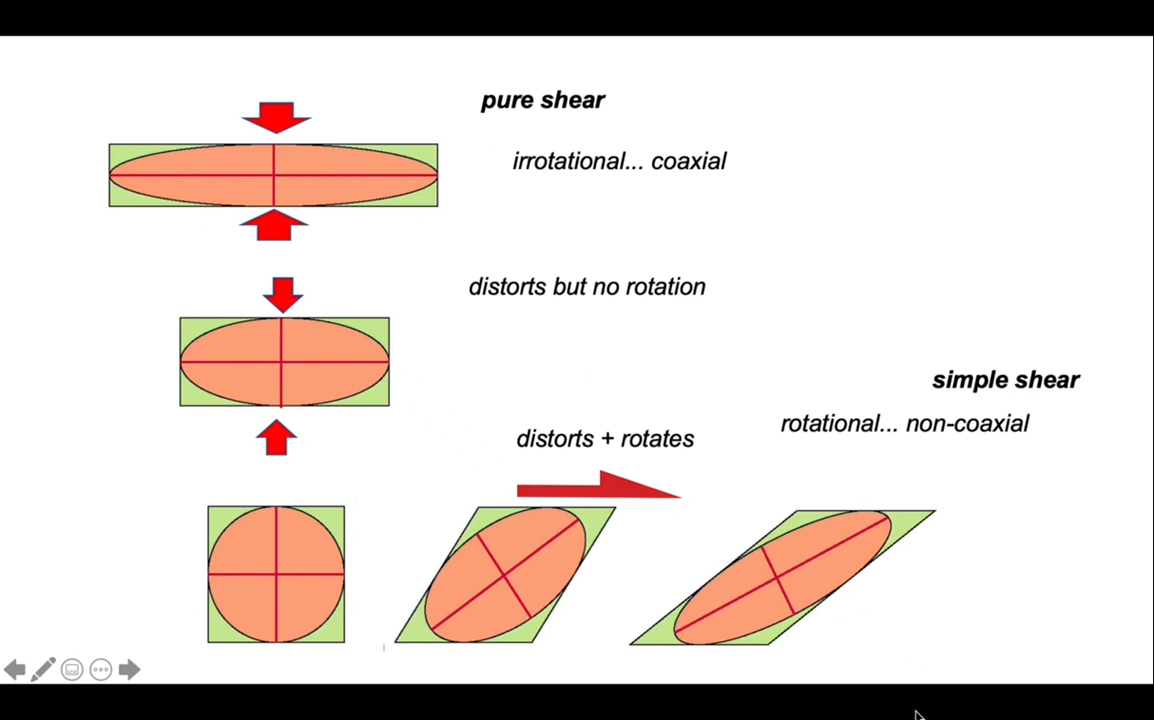 pure shear
irrotational... coaxial
distorts but no rotation
simple shear
rotational... non-coaxial
distorts + rotates